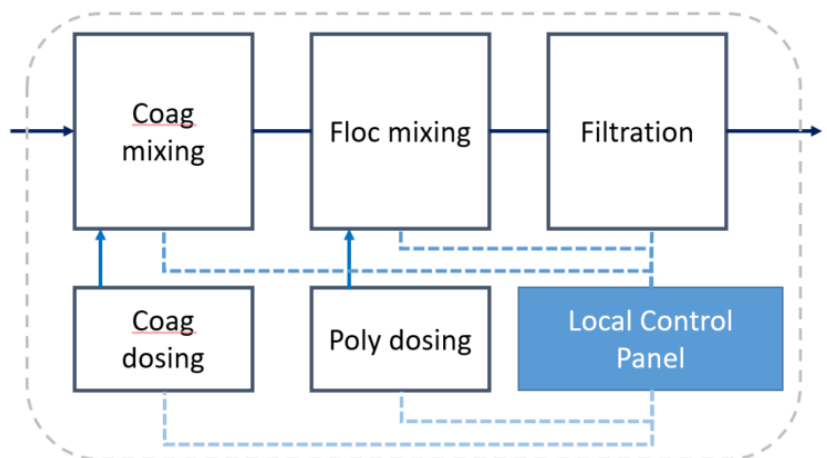 Coag
mixing
Floc mixing
Filtration
Coag
dosing
Poly dosing
Local Control
Panel